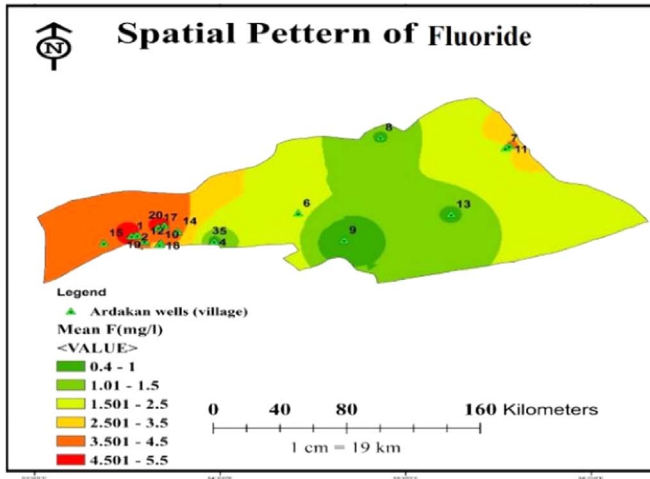 Spatial Pettern of Fluoride
N
8
7
11
6
13
9
20 17
14
1
12
10
15
2
19
18
35
4
Legend
Ardakan wells (village)
Mean F(mg/l)
<VALUE>
0.4 - 1
1.01 - 1.5
1.501 - 2.5
2.501 - 3.5
3.501 - 4.5
4.501 - 5.5
0 40 80 160 Kilometers
1 cm = 19 km